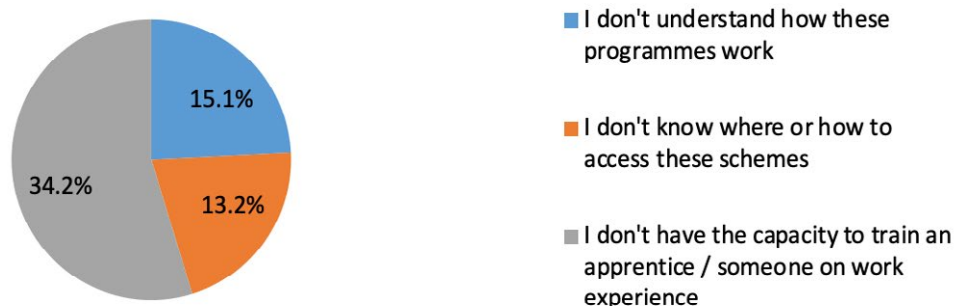 I don't understand how these
programmes work
15.1%
I don't know where or how to
access these schemes
34.2%
13.2%
I don't have the capacity to train an
apprentice / someone on work
experience